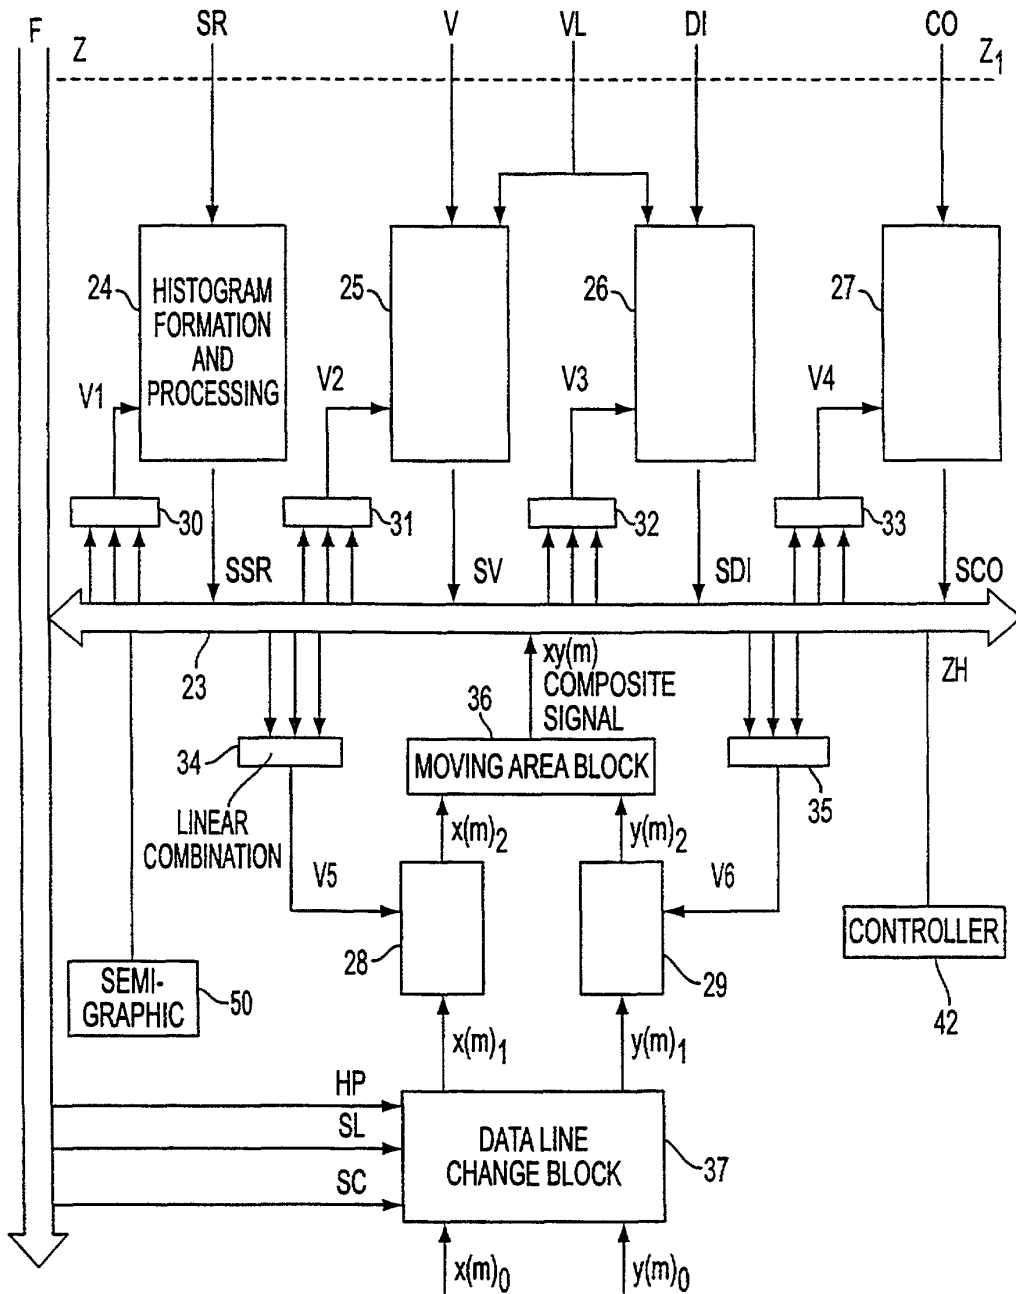 F
Z
SR
V
VL
DI
CO
Z1
24
HISTOGRAM
FORMATION
AND
PROCESSING
25
26
27
V1
V2
V3
V4
30
31
32
33
SSR
SV
SDI
SCO
23
xy(m)
COMPOSITE
SIGNAL
ZH
36
34
MOVING AREA BLOCK
35
LINEAR
COMBINATION
x(m)2
y(m)2
V5
V6
28
29
CONTROLLER
42
SEMI-
GRAPHIC
50
x(m)1
y(m)1
HP
SL
SC
DATA LINE
CHANGE BLOCK
37
x(m)0
y(m)0